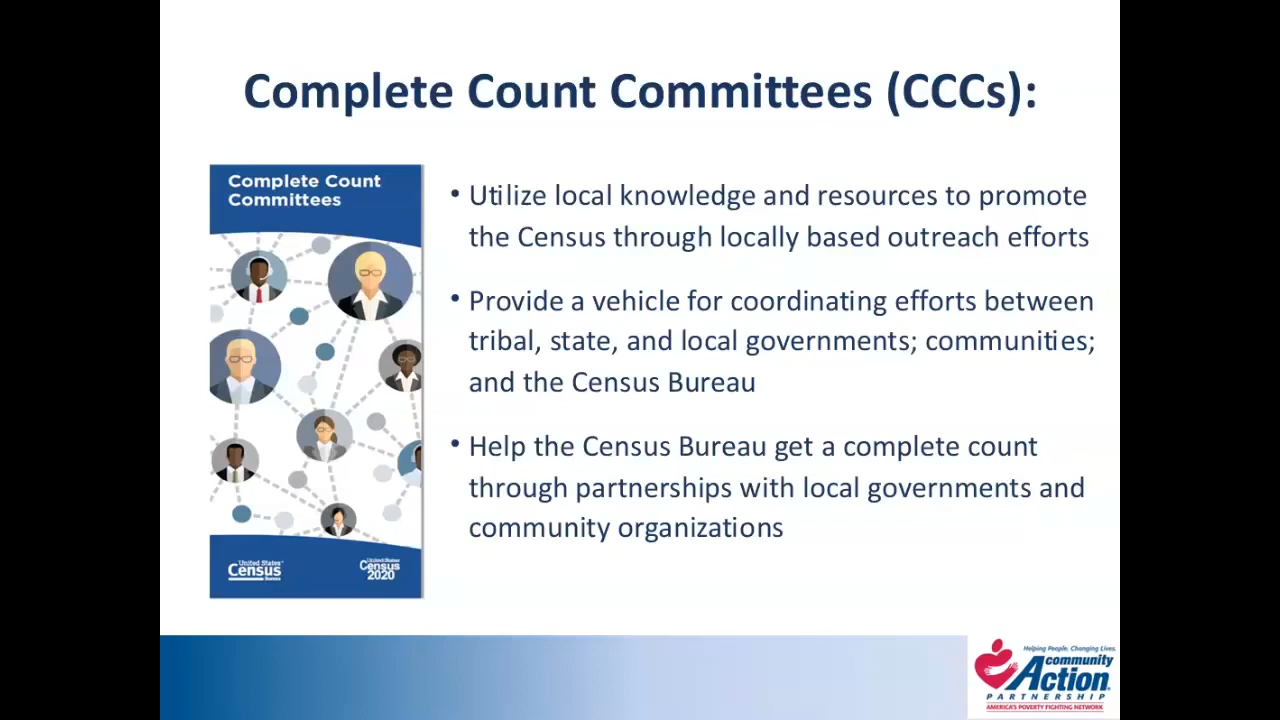 Complete Count Committees (CCCs):
Complete Count
Committees
United States
Census
Bureau
United States
Census
2020
• Utilize local knowledge and resources to promote
the Census through locally based outreach efforts
• Provide a vehicle for coordinating efforts between
tribal, state, and local governments; communities;
and the Census Bureau
• Help the Census Bureau get a complete count
through partnerships with local governments and
community organizations
Helping People. Changing Lives.
community
Action
PARTNERSHIP
AMERICA'S POVERTY FIGHTING NETWORK